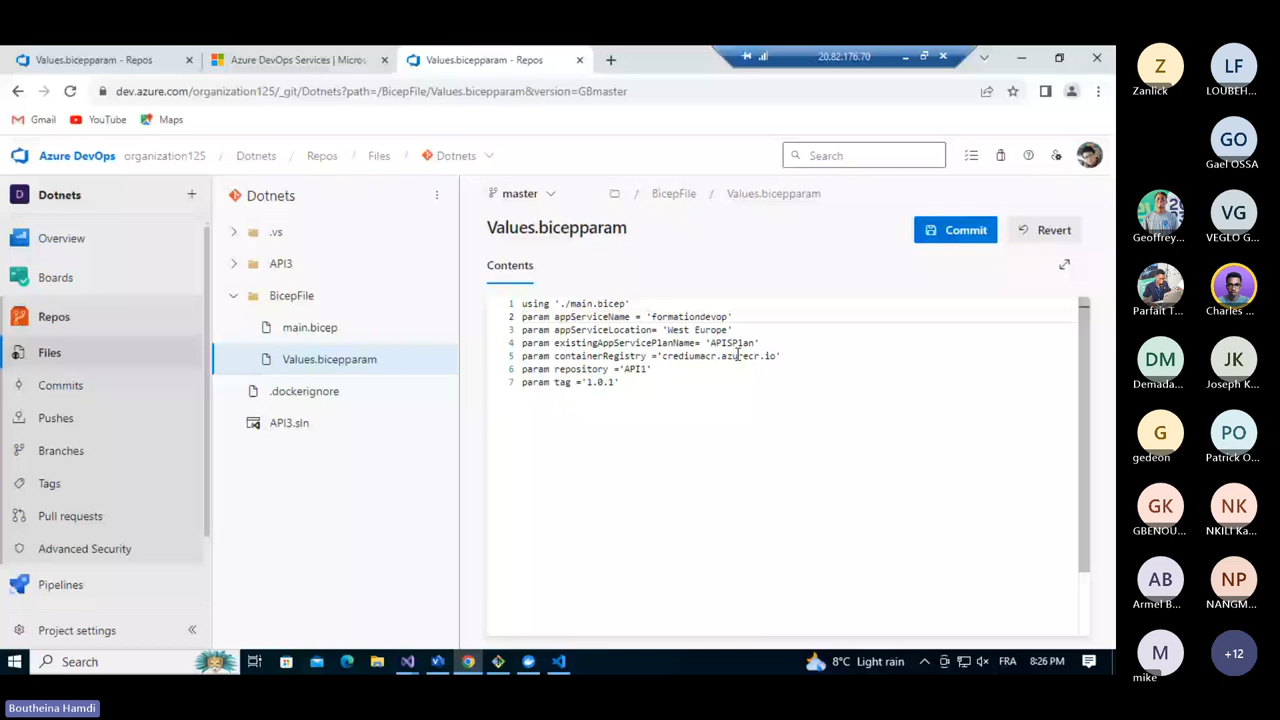 Values.bicepparam - Repos
Azure DevOps Services | Micros
Values.bicepparam - Repos
20.82.176.70
dev.azure.com/organization125/_git/Dotnets?path=/BicepFile/Values.bicepparam&version=GBmaster
Gmail
YouTube
Maps
Azure DevOps
organization125
/
Dotnets
/
Repos
/
Files
/
Dotnets
Search
D
Dotnets
Overview
Boards
Repos
Files
Commits
Pushes
Branches
Tags
Pull requests
Advanced Security
Pipelines
Project settings
Dotnets
.vs
API3
BicepFile
main.bicep
Values.bicepparam
.dockerignore
API3.sln
master
/ BicepFile / Values.bicepparam
Values.bicepparam
Commit
Revert
Contents
1 using './main.bicep'
2 param appServiceName = 'formationdevop'
3 param appServiceLocation= 'West Europe'
4 param existingAppServicePlanName= 'APISPlan'
5 param containerRegistry ='crediumacr.azurecr.io'
6 param repository ='API1'
7 param tag ='1.0.1'
Search
8°C Light rain
FRA
8:26 PM
Z
Zanlick
LF
LOUBEH...
GO
Gael OSSA
Geoffrey...
VG
VEGLO G...
Parfait T...
Charles ...
DM
Demada...
JK
Joseph K...
G
gedeon
PO
Patrick O...
GK
GBENOU...
NK
NKILI Ka...
AB
Armel B...
NP
NANGM...
M
mike
+12
Boutheina Hamdi